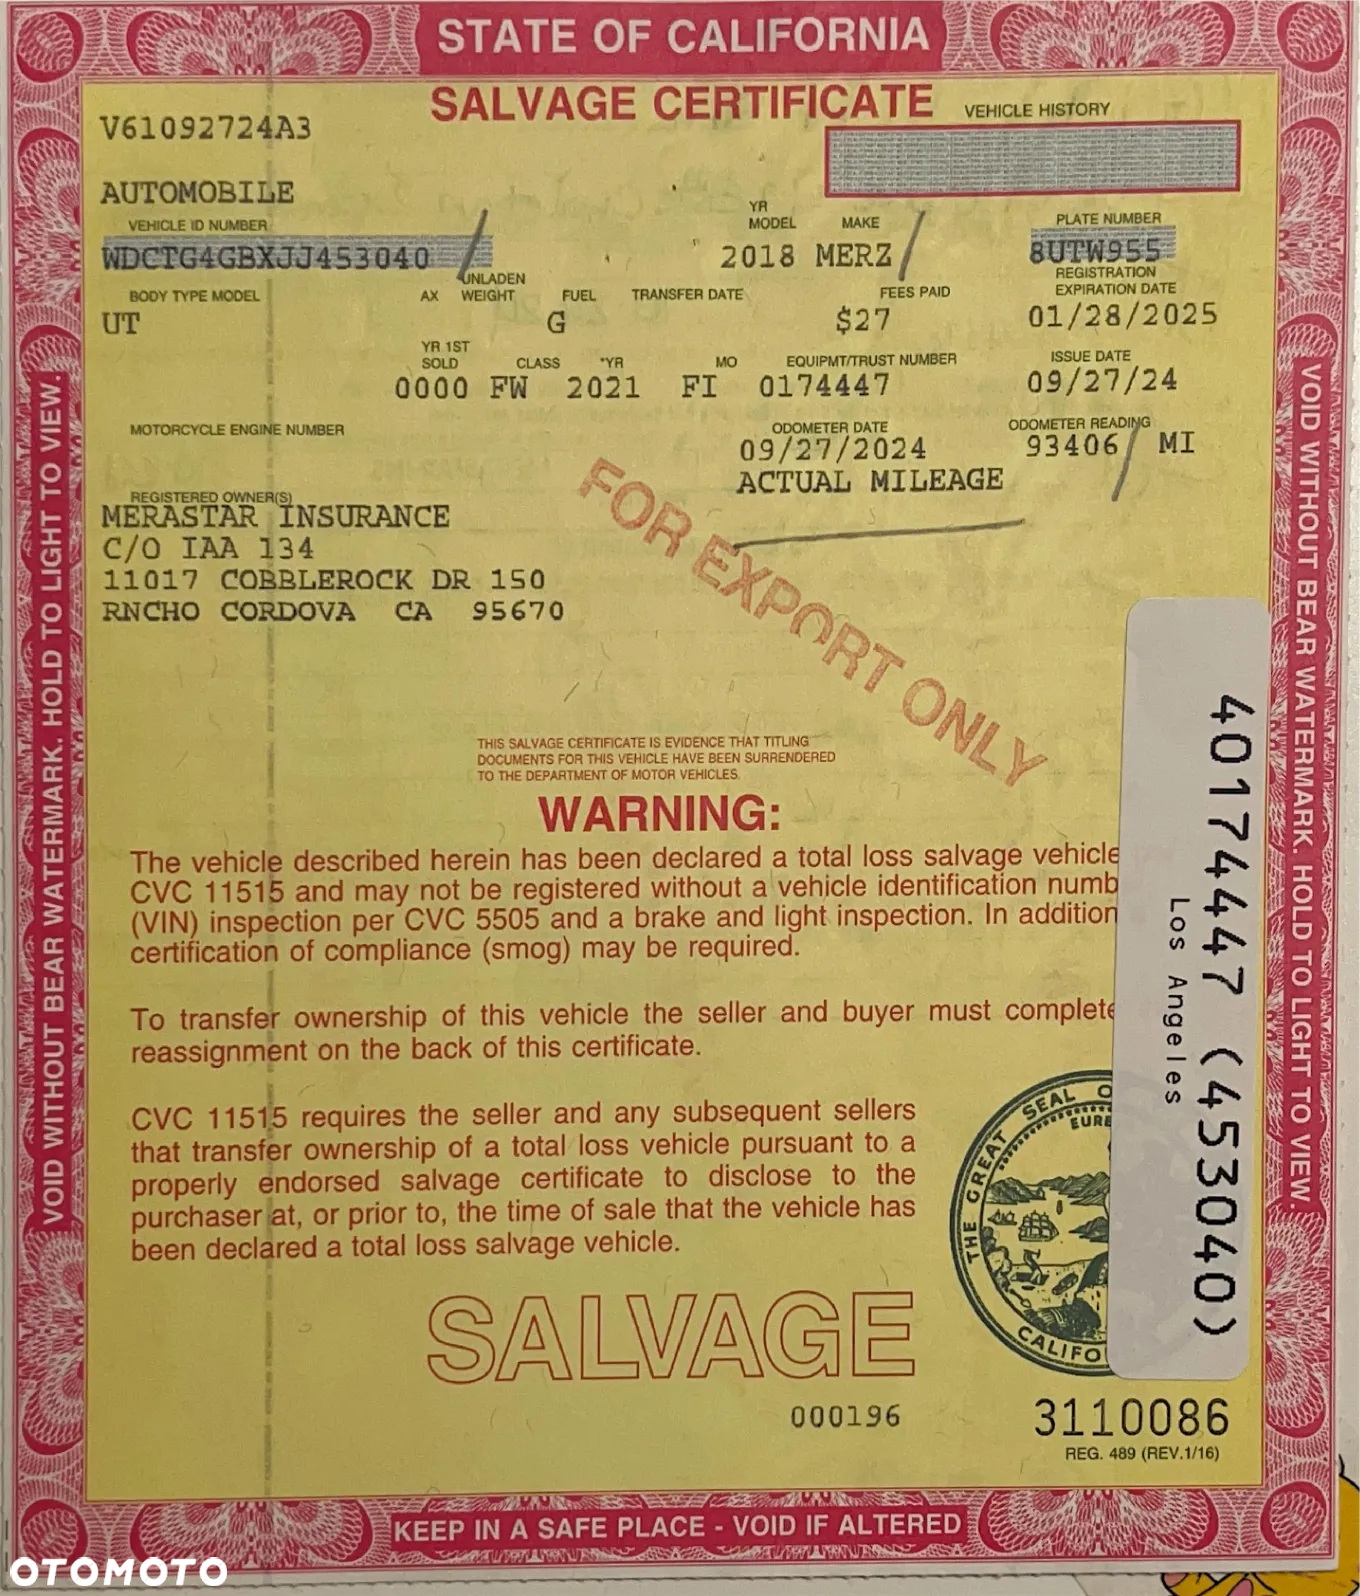 STATE OF CALIFORNIA
SALVAGE CERTIFICATE
VEHICLE HISTORY
V61092724A3
AUTOMOBILE
VEHICLE ID NUMBER
YR MODEL MAKE PLATE NUMBER
WDCTG4GBXJJ453040 2018 MERZ 8UTW955
BODY TYPE MODEL AX UNLADEN WEIGHT FUEL TRANSFER DATE FEES PAID REGISTRATION EXPIRATION DATE
UT G $27 01/28/2025
YR 1ST SOLD CLASS *YR MO EQUIPMT/TRUST NUMBER ISSUE DATE
0000 FW 2021 FI 0174447 09/27/24
MOTORCYCLE ENGINE NUMBER ODOMETER DATE ODOMETER READING
09/27/2024 93406 MI
ACTUAL MILEAGE
REGISTERED OWNER(S)
MERASTAR INSURANCE
C/O IAA 134
11017 COBBLEROCK DR 150
RNCHO CORDOVA CA 95670
FOR EXPORT ONLY
THIS SALVAGE CERTIFICATE IS EVIDENCE THAT TITLING
DOCUMENTS FOR THIS VEHICLE HAVE BEEN SURRENDERED
TO THE DEPARTMENT OF MOTOR VEHICLES.
WARNING:
The vehicle described herein has been declared a total loss salvage vehicle
CVC 11515 and may not be registered without a vehicle identification numb
(VIN) inspection per CVC 5505 and a brake and light inspection. In addition
certification of compliance (smog) may be required.
To transfer ownership of this vehicle the seller and buyer must complete
reassignment on the back of this certificate.
CVC 11515 requires the seller and any subsequent sellers
that transfer ownership of a total loss vehicle pursuant to a
properly endorsed salvage certificate to disclose to the
purchaser at, or prior to, the time of sale that the vehicle has
been declared a total loss salvage vehicle.
THE GREAT SEAL O
EURE
CALIFO
SALVAGE
000196
3110086
REG. 489 (REV.1/16)
40174447 (453040)
Los Angeles
VOID WITHOUT BEAR WATERMARK. HOLD TO LIGHT TO VIEW.
VOID WITHOUT BEAR WATERMARK. HOLD TO LIGHT TO VIEW.
KEEP IN A SAFE PLACE - VOID IF ALTERED
OTOMOTO